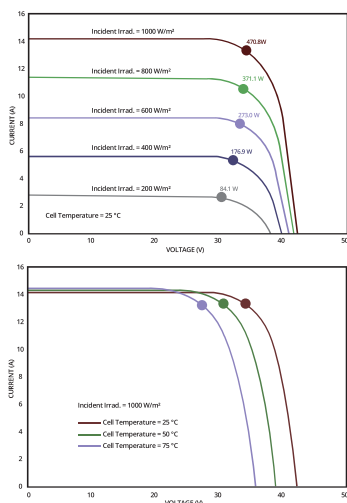 16
14
12
10
8
6
4
2
0
CURRENT (A)
Incident Irrad. = 1000 W/m²
470.8W
Incident Irrad. = 800 W/m²
371.1 W
Incident Irrad. = 600 W/m²
273.0 W
Incident Irrad. = 400 W/m²
176.9 W
Incident Irrad. = 200 W/m²
84.1 W
Cell Temperature = 25 °C
0 10 20 30 40 50
VOLTAGE (V)
16
14
12
10
8
6
4
2
0
CURRENT (A)
Incident Irrad. = 1000 W/m²
Cell Temperature = 25 °C
Cell Temperature = 50 °C
Cell Temperature = 75 °C
0 10 20 30 40 50
VOLTAGE (V)